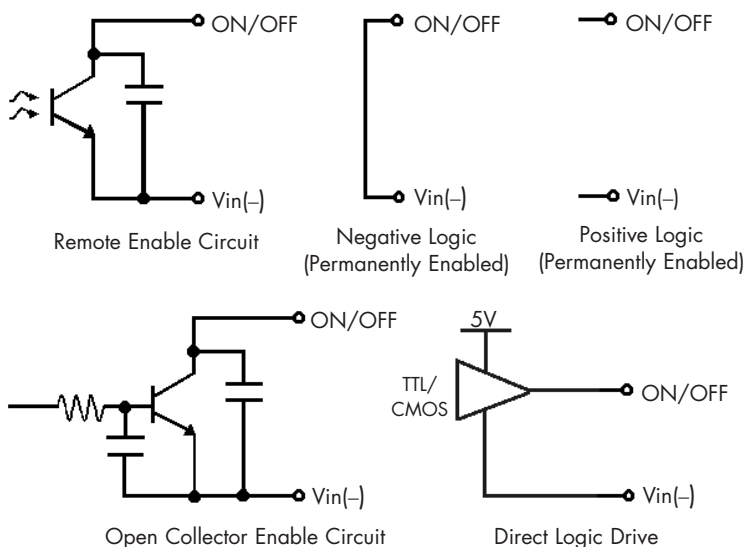 ON/OFF
Vin(–)
Remote Enable Circuit
ON/OFF
Vin(–)
Negative Logic
(Permanently Enabled)
ON/OFF
Vin(–)
Positive Logic
(Permanently Enabled)
ON/OFF
Vin(–)
Open Collector Enable Circuit
5V
TTL/
CMOS
ON/OFF
Vin(–)
Direct Logic Drive